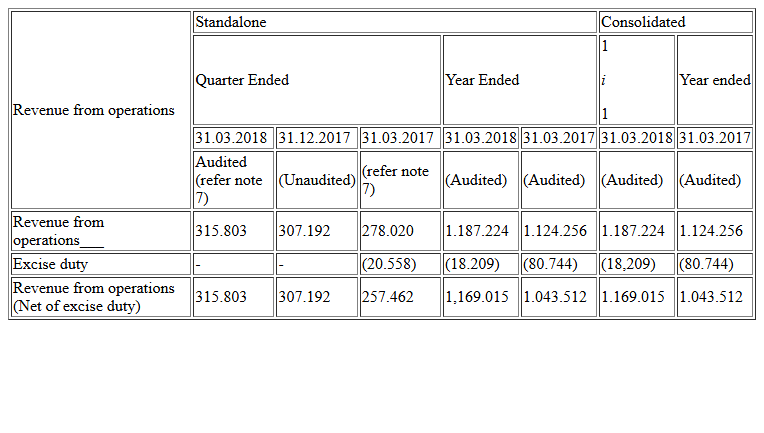 Standalone Consolidated
Revenue from operations
Quarter Ended Year Ended 1 Year ended
i
1
31.03.2018 31.12.2017 31.03.2017 31.03.2018 31.03.2017 31.03.2018 31.03.2017
Audited
(refer note
7) (Unaudited) (refer note
7) (Audited) (Audited) (Audited) (Audited)
Revenue from
operations___ 315.803 307.192 278.020 1.187.224 1.124.256 1.187.224 1.124.256
Excise duty - - (20.558) (18.209) (80.744) (18,209) (80.744)
Revenue from operations
(Net of excise duty) 315.803 307.192 257.462 1,169.015 1.043.512 1.169.015 1.043.512